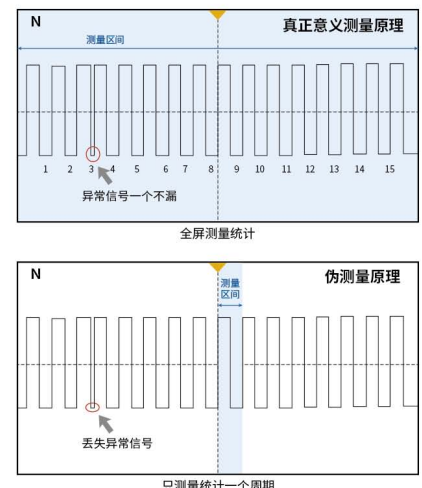 N
真正意义测量原理
测量区间
1 2 3 4 5 6 7 8 9 10 11 12 13 14 15
异常信号一个不漏
全屏测量统计
N
伪测量原理
测量
区间
丢失异常信号
只测量统计一个周期